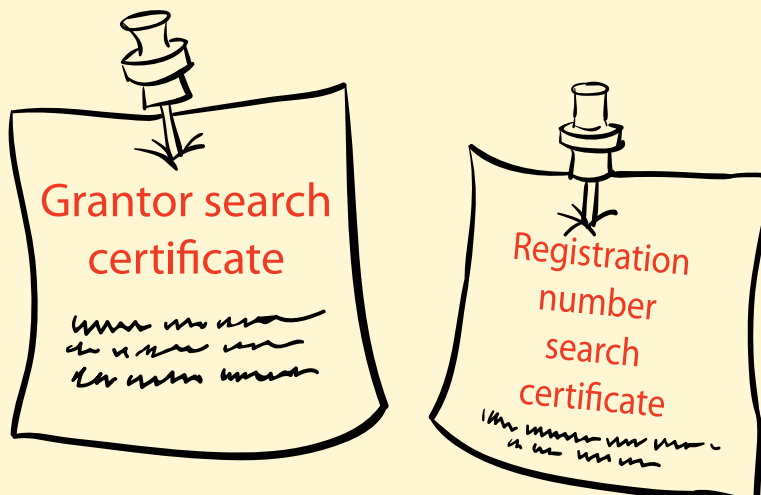 Grantor search
certificate
Registration
number
search
certificate